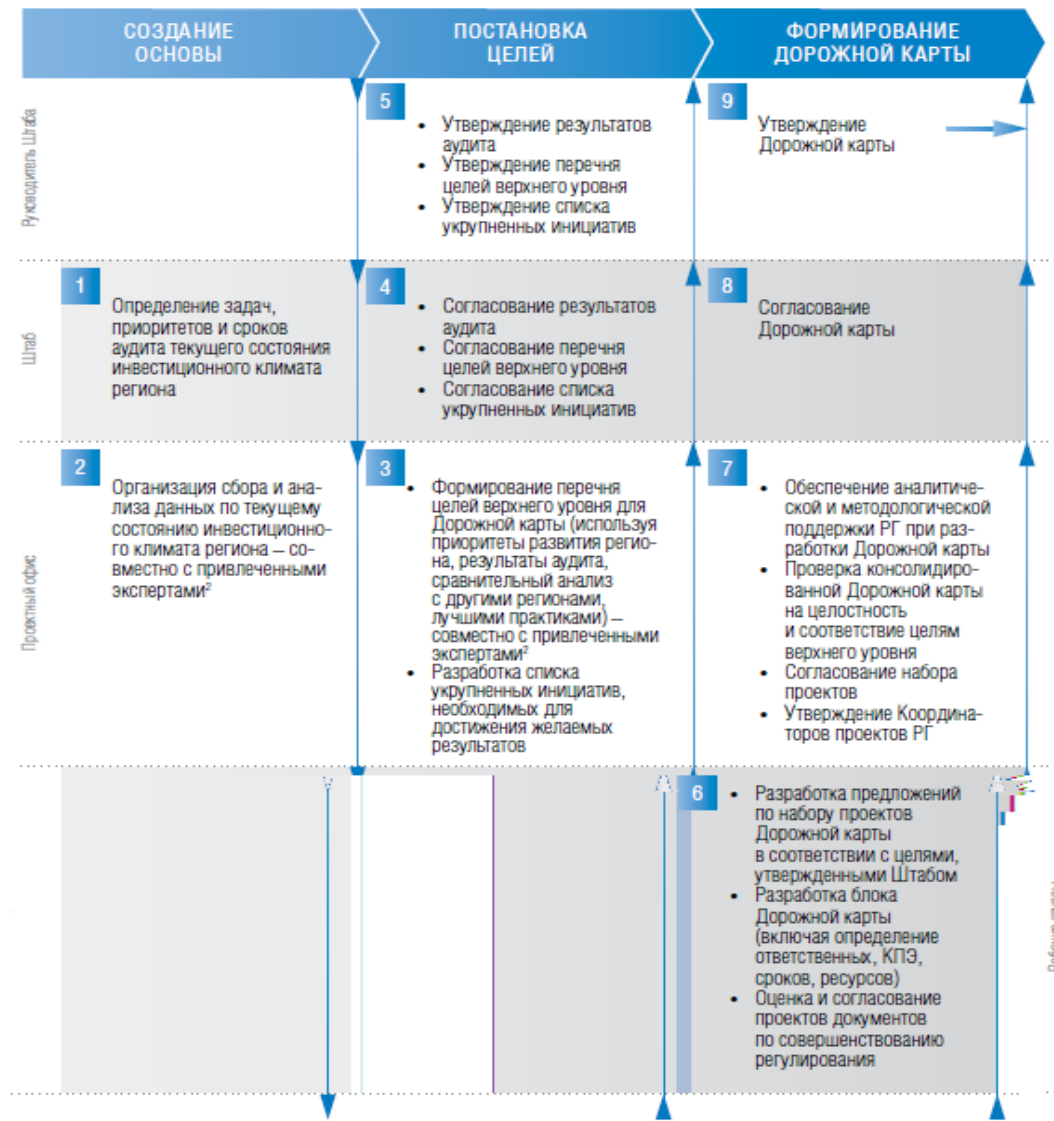 СОЗДАНИЕ
ОСНОВЫ
ПОСТАНОВКА
ЦЕЛЕЙ
ФОРМИРОВАНИЕ
ДОРОЖНОЙ КАРТЫ
Руководитель Штаба
5
• Утверждение результатов
аудита
• Утверждение перечня
целей верхнего уровня
• Утверждение списка
укрупненных инициатив
9
Утверждение
Дорожной карты
Штаб
1
Определение задач,
приоритетов и сроков
аудита текущего состояния
инвестиционного климата
региона
4
• Согласование результатов
аудита
• Согласование перечня
целей верхнего уровня
• Согласование списка
укрупненных инициатив
8
Согласование
Дорожной карты
Проектный офис
2
Организация сбора и ана-
лиза данных по текущему
состоянию инвестиционно-
го климата региона – со-
вместно с привлеченными
экспертами²
3
• Формирование перечня
целей верхнего уровня для
Дорожной карты (используя
приоритеты развития регио-
на, результаты аудита,
сравнительный анализ
с другими регионами,
лучшими практиками) –
совместно с привлеченными
экспертами²
• Разработка списка
укрупненных инициатив,
необходимых для
достижения желаемых
результатов
7
• Обеспечение аналитиче-
ской и методологической
поддержки РГ при раз-
работки Дорожной карты
• Проверка консолидиро-
ванной Дорожной карты
на целостность
и соответствие целям
верхнего уровня
• Согласование набора
проектов
• Утверждение Координа-
торов проектов РГ
6
• Разработка предложений
по набору проектов
Дорожной карты
в соответствии с целями,
утвержденными Штабом
• Разработка блока
Дорожной карты
(включая определение
ответственных, КПЭ,
сроков, ресурсов)
• Оценка и согласование
проектов документов
по совершенствованию
регулирования